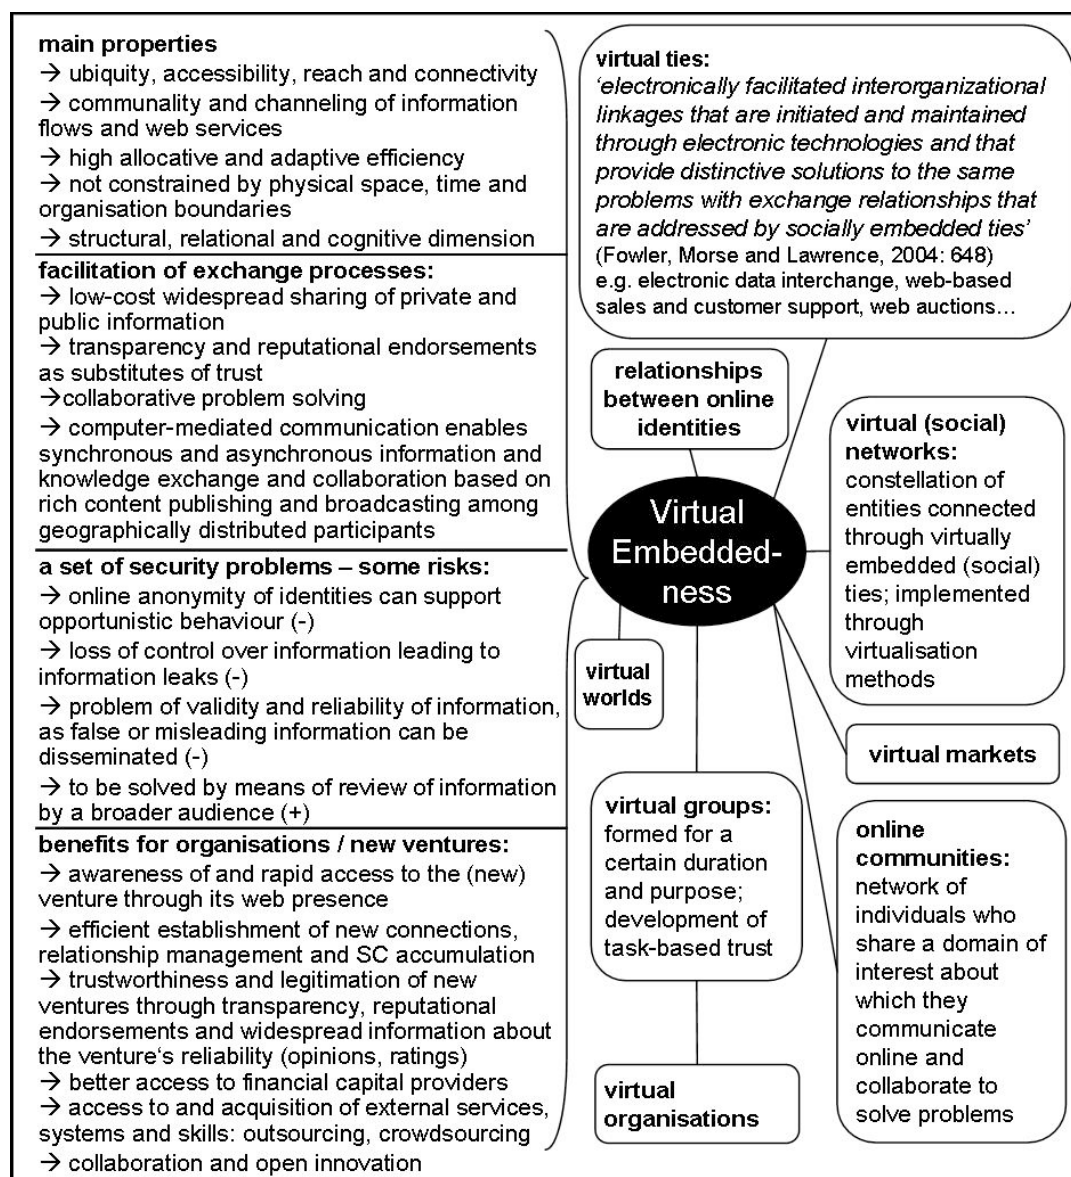 main properties
→ ubiquity, accessibility, reach and connectivity
→ communality and channeling of information
flows and web services
→ high allocative and adaptive efficiency
→ not constrained by physical space, time and
organisation boundaries
→ structural, relational and cognitive dimension
facilitation of exchange processes:
→ low-cost widespread sharing of private and
public information
→ transparency and reputational endorsements
as substitutes of trust
→collaborative problem solving
→ computer-mediated communication enables
synchronous and asynchronous information and
knowledge exchange and collaboration based on
rich content publishing and broadcasting among
geographically distributed participants
a set of security problems – some risks:
→ online anonymity of identities can support
opportunistic behaviour (-)
→ loss of control over information leading to
information leaks (-)
→ problem of validity and reliability of information,
as false or misleading information can be
disseminated (-)
→ to be solved by means of review of information
by a broader audience (+)
benefits for organisations / new ventures:
→ awareness of and rapid access to the (new)
venture through its web presence
→ efficient establishment of new connections,
relationship management and SC accumulation
→ trustworthiness and legitimation of new
ventures through transparency, reputational
endorsements and widespread information about
the venture‘s reliability (opinions, ratings)
→ better access to financial capital providers
→ access to and acquisition of external services,
systems and skills: outsourcing, crowdsourcing
→ collaboration and open innovation
virtual ties:
‘electronically facilitated interorganizational
linkages that are initiated and maintained
through electronic technologies and that
provide distinctive solutions to the same
problems with exchange relationships that
are addressed by socially embedded ties’
(Fowler, Morse and Lawrence, 2004: 648)
e.g. electronic data interchange, web-based
sales and customer support, web auctions…
relationships
between online
identities
Virtual
Embedded-
ness
virtual
worlds
virtual groups:
formed for a
certain duration
and purpose;
development of
task-based trust
virtual
organisations
virtual (social)
networks:
constellation of
entities connected
through virtually
embedded (social)
ties; implemented
through
virtualisation
methods
virtual markets
online
communities:
network of
individuals who
share a domain of
interest about
which they
communicate
online and
collaborate to
solve problems